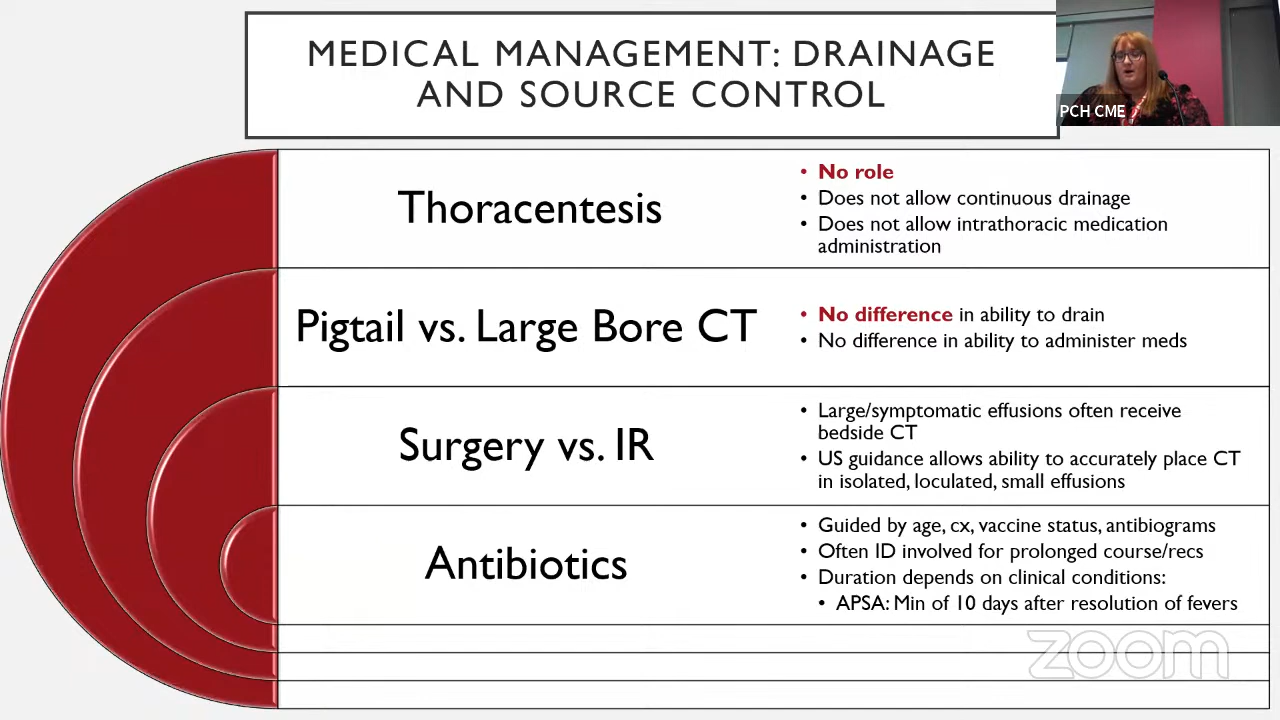 MEDICAL MANAGEMENT: DRAINAGE
AND SOURCE CONTROL
PCH CME
Thoracentesis
• No role
• Does not allow continuous drainage
• Does not allow intrathoracic medication
administration
Pigtail vs. Large Bore CT
• No difference in ability to drain
• No difference in ability to administer meds
Surgery vs. IR
• Large/symptomatic effusions often receive
bedside CT
• US guidance allows ability to accurately place CT
in isolated, loculated, small effusions
Antibiotics
• Guided by age, cx, vaccine status, antibiograms
• Often ID involved for prolonged course/recs
• Duration depends on clinical conditions:
• APSA: Min of 10 days after resolution of fevers
zoom